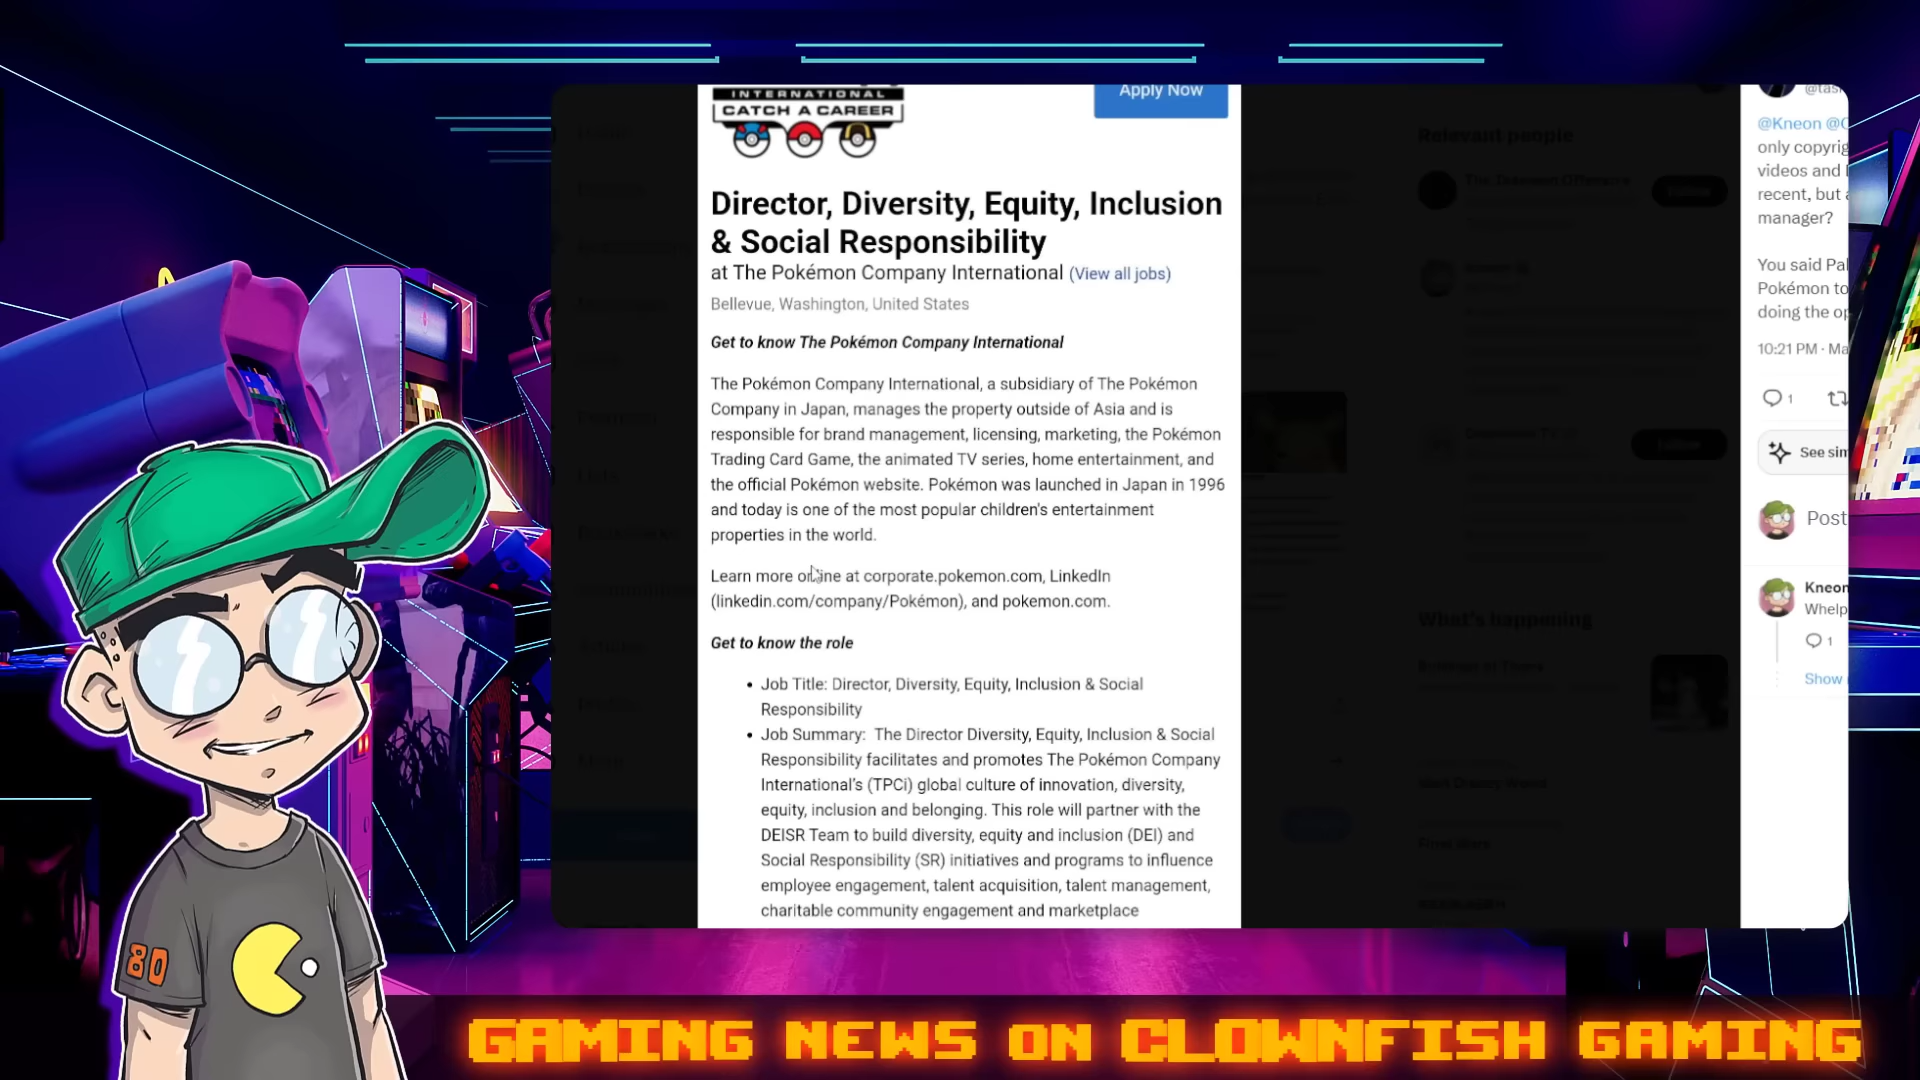 INTERNATIONAL
CATCH A CAREER
Apply Now
Director, Diversity, Equity, Inclusion
& Social Responsibility
at The Pokémon Company International (View all jobs)
Bellevue, Washington, United States
Get to know The Pokémon Company International
The Pokémon Company International, a subsidiary of The Pokémon
Company in Japan, manages the property outside of Asia and is
responsible for brand management, licensing, marketing, the Pokémon
Trading Card Game, the animated TV series, home entertainment, and
the official Pokémon website. Pokémon was launched in Japan in 1996
and today is one of the most popular children's entertainment
properties in the world.
Learn more online at corporate.pokemon.com, LinkedIn
(linkedin.com/company/Pokémon), and pokemon.com.
Get to know the role
• Job Title: Director, Diversity, Equity, Inclusion & Social
Responsibility
• Job Summary: The Director Diversity, Equity, Inclusion & Social
Responsibility facilitates and promotes The Pokémon Company
International's (TPCi) global culture of innovation, diversity,
equity, inclusion and belonging. This role will partner with the
DEISR Team to build diversity, equity and inclusion (DEI) and
Social Responsibility (SR) initiatives and programs to influence
employee engagement, talent acquisition, talent management,
charitable community engagement and marketplace
Relevant people
What's happening
@tas
@Kneon @
only copyrig
videos and
recent, but
manager?
You said Pal
Pokémon to
doing the op
10:21 PM · Ma
1
See sim
Post
Kneon
Whelp
1
Show
80
GAMING NEWS ON CLOWNFISH GAMING